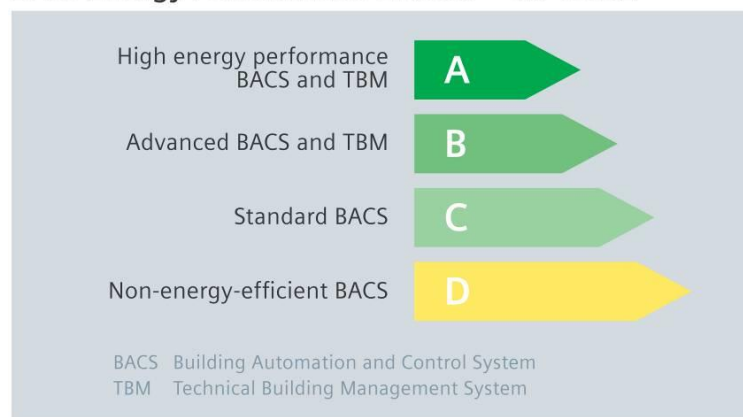 High energy performance
BACS and TBM
A
Advanced BACS and TBM
B
Standard BACS
C
Non-energy-efficient BACS
D
BACS Building Automation and Control System
TBM Technical Building Management System